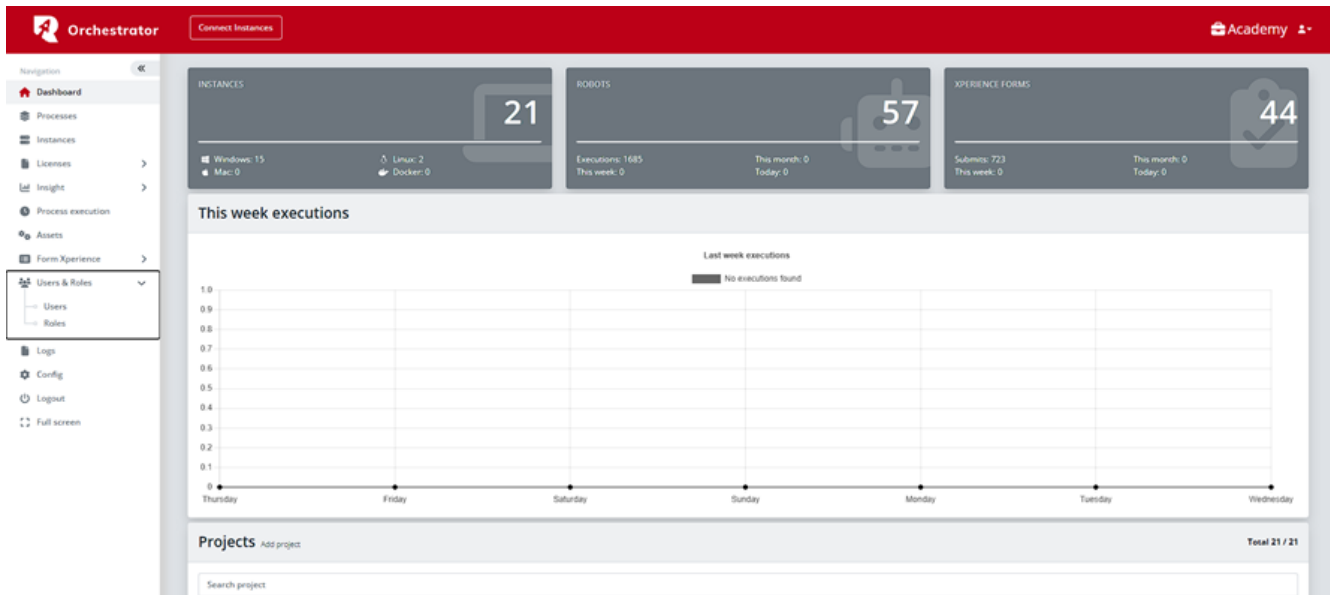 Orchestrator
Connect Instances
Academy
Navigation
Dashboard
Processes
Instances
Licenses
Insight
Process execution
Assets
Form Xperience
Users & Roles
Users
Roles
Logs
Config
Logout
Full screen
INSTANCES
21
Windows: 15
Linux: 2
Mac: 0
Docker: 0
ROBOTS
57
Executions: 1685
This month: 0
This week: 0
Today: 0
XPERIENCE FORMS
44
Submits: 723
This month: 0
This week: 0
Today: 0
This week executions
Last week executions
No executions found
1.0
0.9
0.8
0.7
0.6
0.5
0.4
0.3
0.2
0.1
0
Thursday Friday Saturday Sunday Monday Tuesday Wednesday
Projects Add project
Total 21 / 21
Search project